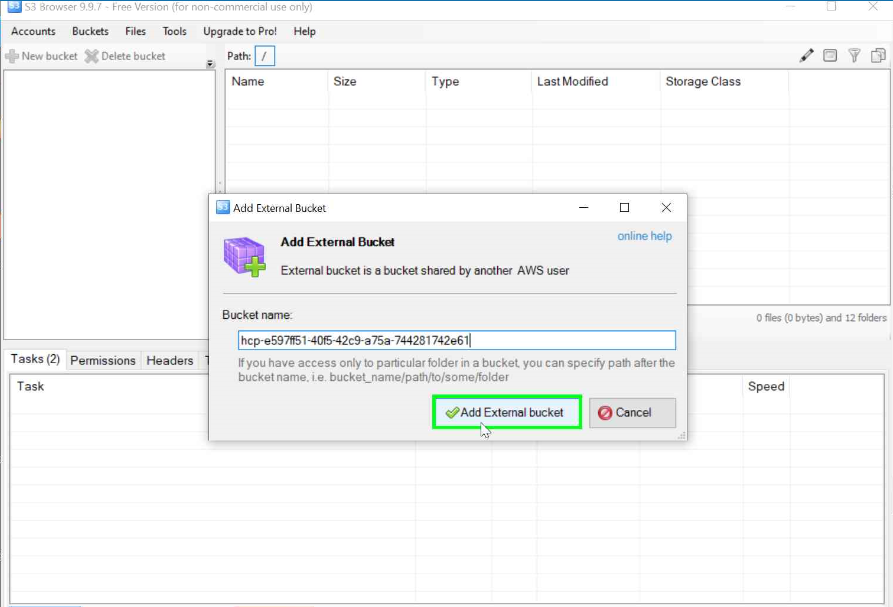 S3 Browser 9.9.7 - Free Version (for non-commercial use only)
Accounts Buckets Files Tools Upgrade to Pro! Help
New bucket Delete bucket Path: /
Name Size Type Last Modified Storage Class
Add External Bucket
Add External Bucket online help
External bucket is a bucket shared by another AWS user
Bucket name:
hcp-e597ff51-40f5-42c9-a75a-744281742e61
If you have access only to particular folder in a bucket, you can specify path after the
bucket name, i.e. bucket_name/path/to/some/folder
Add External bucket Cancel
0 files (0 bytes) and 12 folders
Tasks (2) Permissions Headers
Task Speed